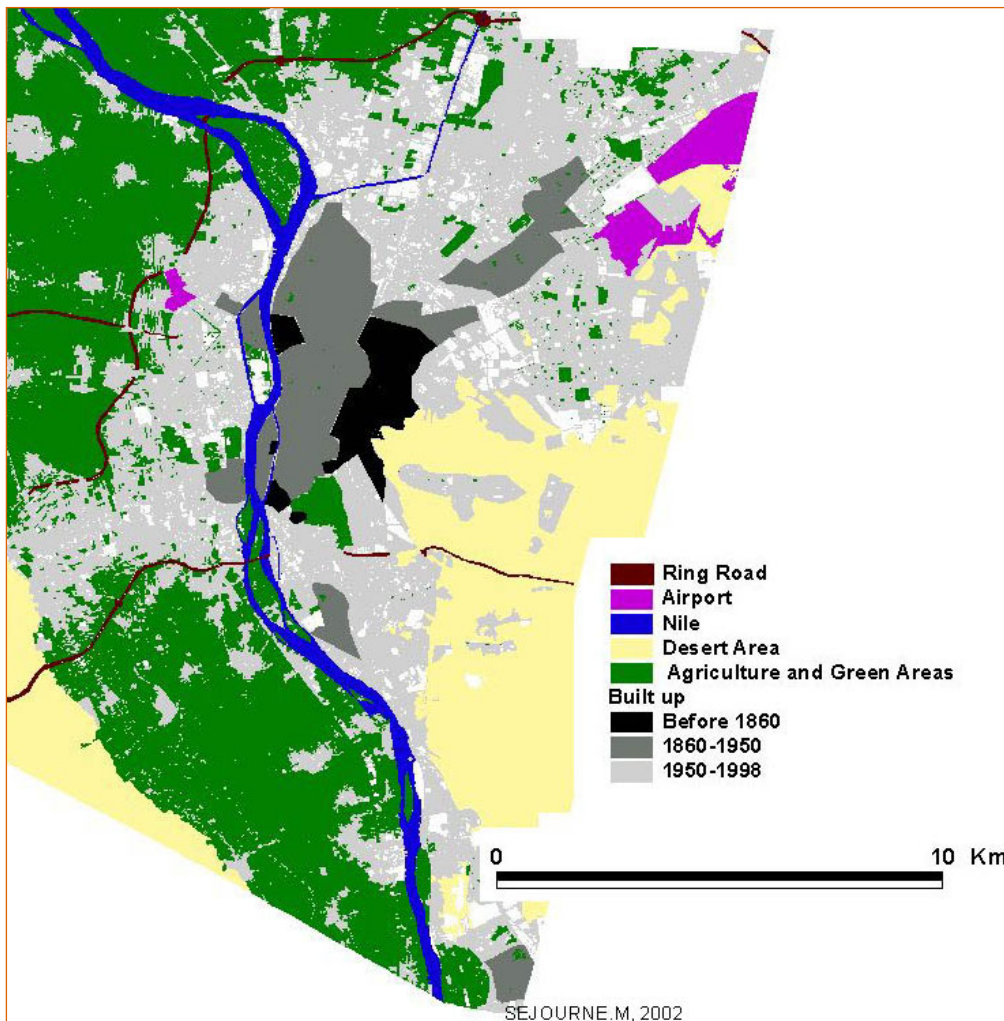 Ring Road
Airport
Nile
Desert Area
Agriculture and Green Areas
Built up
Before 1860
1860-1950
1950-1998
0 10 Km
SEJOURNE.M, 2002